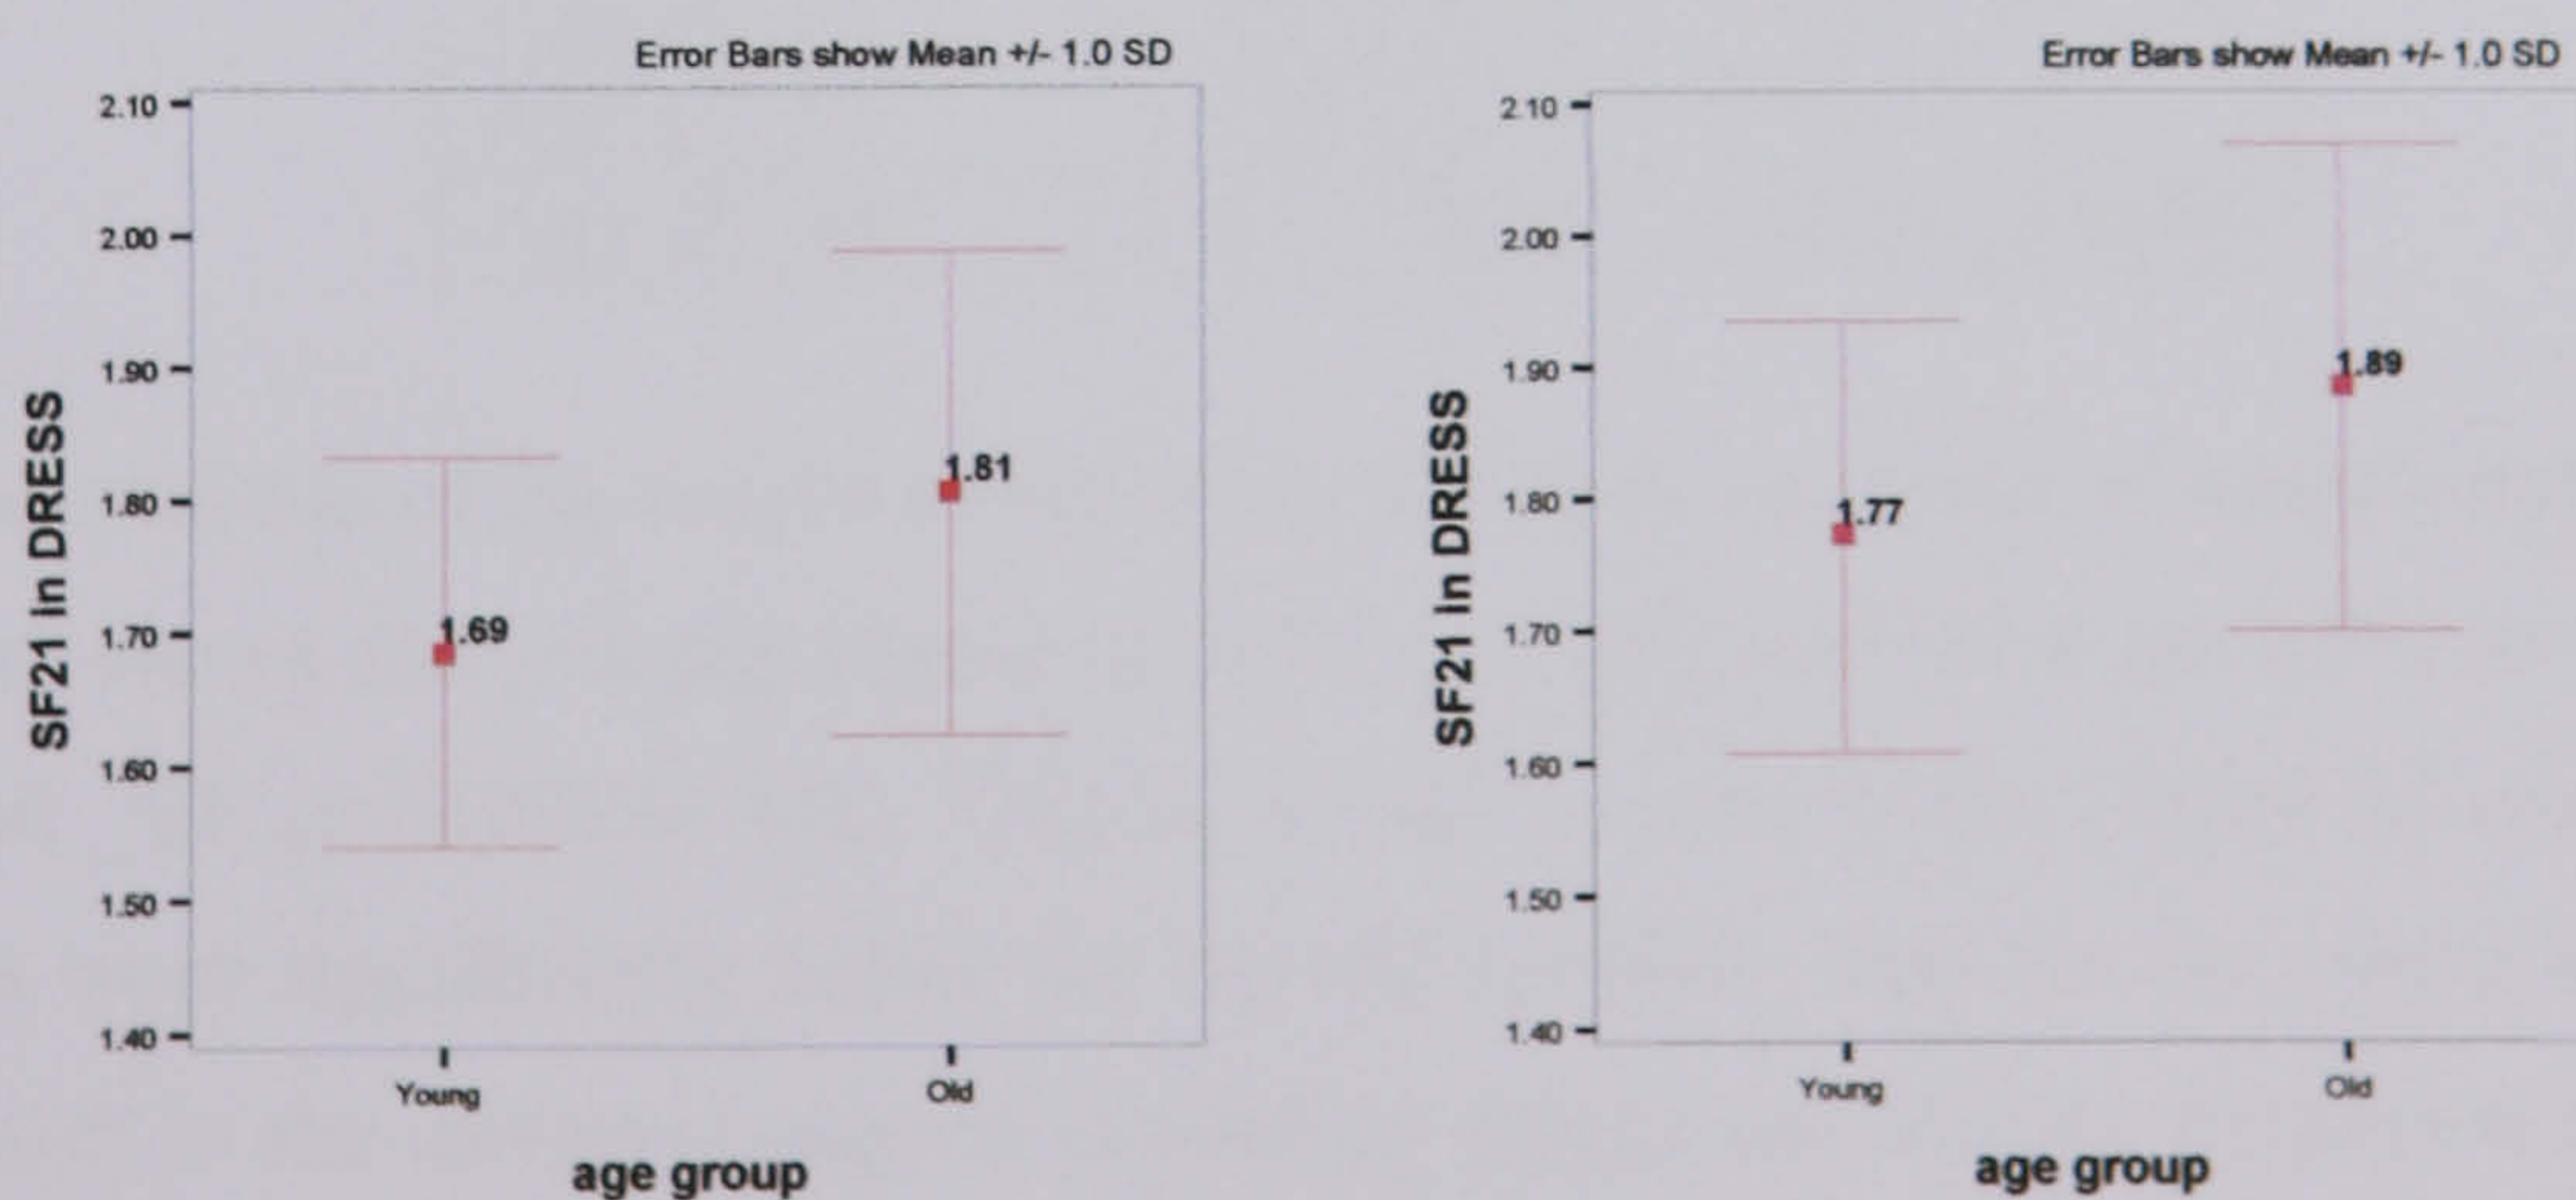 Error Bars show Mean +/- 1.0 SD
2.10
2.00
1.90
1.80
1.70
1.60
1.50
1.40
SF21 in DRESS
1.69
1.81
Young
Old
age group
Error Bars show Mean +/- 1.0 SD
2.10
2.00
1.90
1.80
1.70
1.60
1.50
1.40
SF21 in DRESS
1.77
1.89
Young
Old
age group